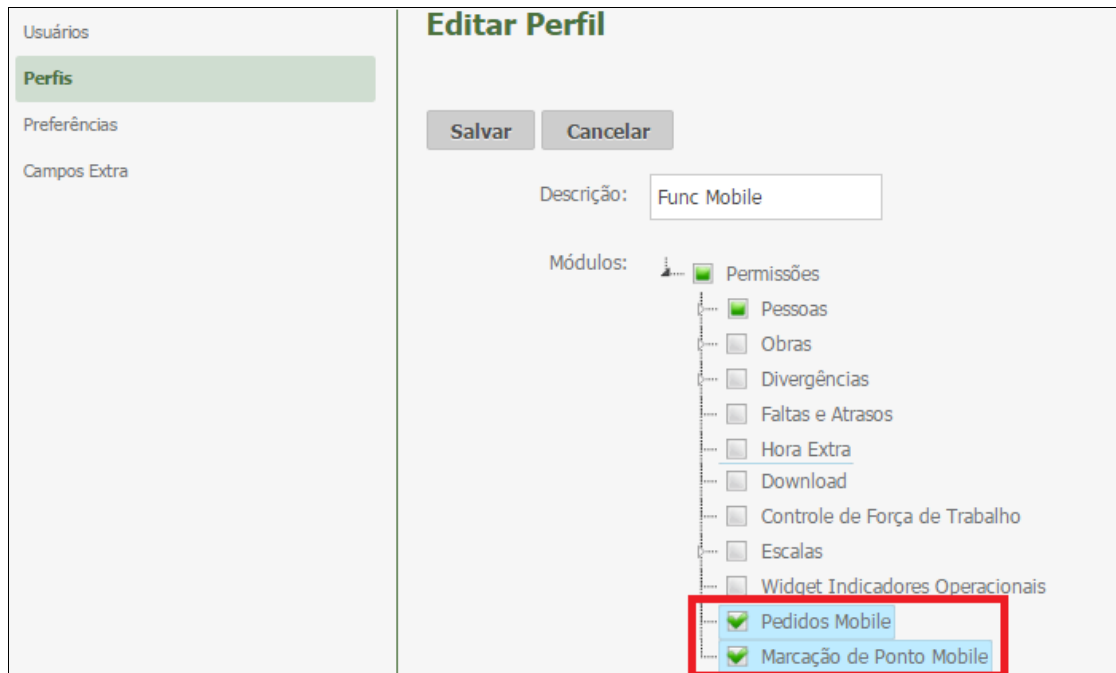 Usuários
Perfis
Preferências
Campos Extra
Editar Perfil
Salvar Cancelar
Descrição: Func Mobile
Módulos: Permissões
Pessoas
Obras
Divergências
Faltas e Atrasos
Hora Extra
Download
Controle de Força de Trabalho
Escalas
Widget Indicadores Operacionais
Pedidos Mobile
Marcação de Ponto Mobile